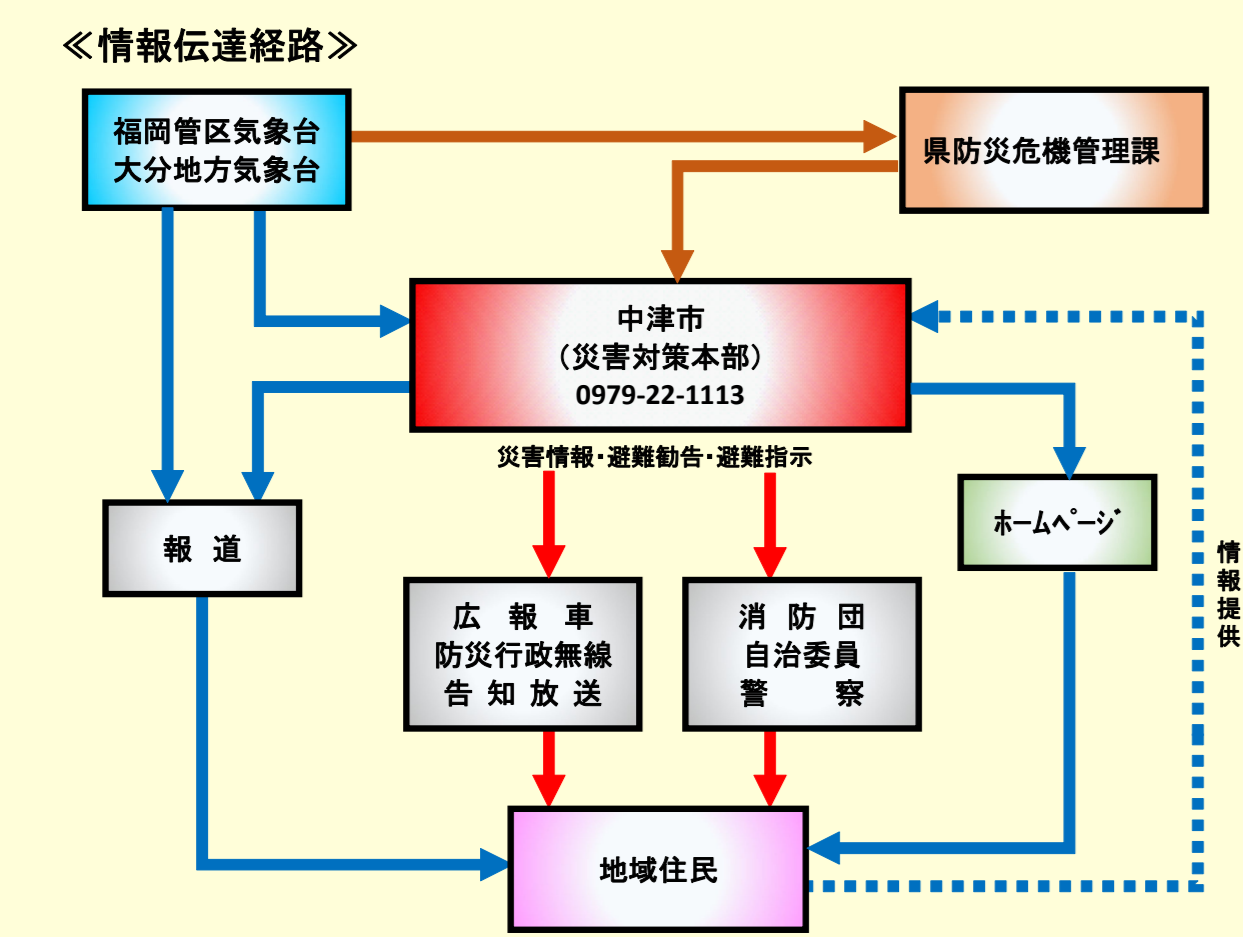 ≪情報伝達経路≫
福岡管区気象台
大分地方気象台
県防災危機管理課
中津市
（災害対策本部）
0979-22-1113
災害情報・避難勧告・避難指示
報 道
ﾎｰﾑﾍﾟｰｼﾞ
情報提供
広 報 車
防災行政無線
告 知 放 送
消 防 団
自治委員
警 察
地域住民